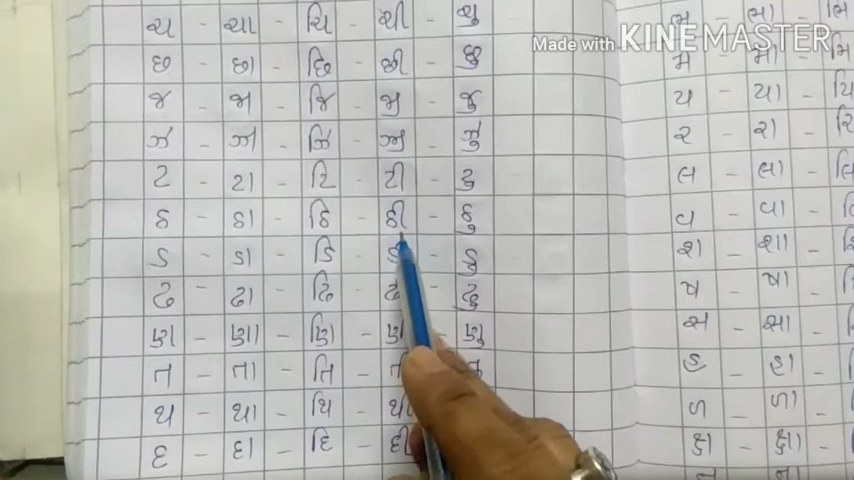 Made with KINEMASTER
ચ - ચા - ચિ - ચી - ચુ
છ - છા - છિ - છી - છુ
જ - જા - જિ - જી - જુ
ઝ - ઝા - ઝિ - ઝી - ઝુ
ટ - ટા - ટિ - ટી - ટુ
ઠ - ઠા - ઠિ - ઠી - ઠુ
ડ - ડા - ડિ - ડી - ડુ
ઢ - ઢા - ઢિ - ઢી - ઢુ
ણ - ણા - ણિ - ણી - ણુ
ત - તા - તિ - તી - તુ
થ - થા - થિ - થી
દ - દા - દિ - દી
ભ - ભા - ભિ
મ - મા - મિ
ય - યા - યિ
ર - રા - રિ
લ - લા - લિ
વ - વા - વિ
શ - શા - શિ
ષ - ષા -
સ - સા -
હ - હા -
ળ - ળા -
ક્ષ - ક્ષા -